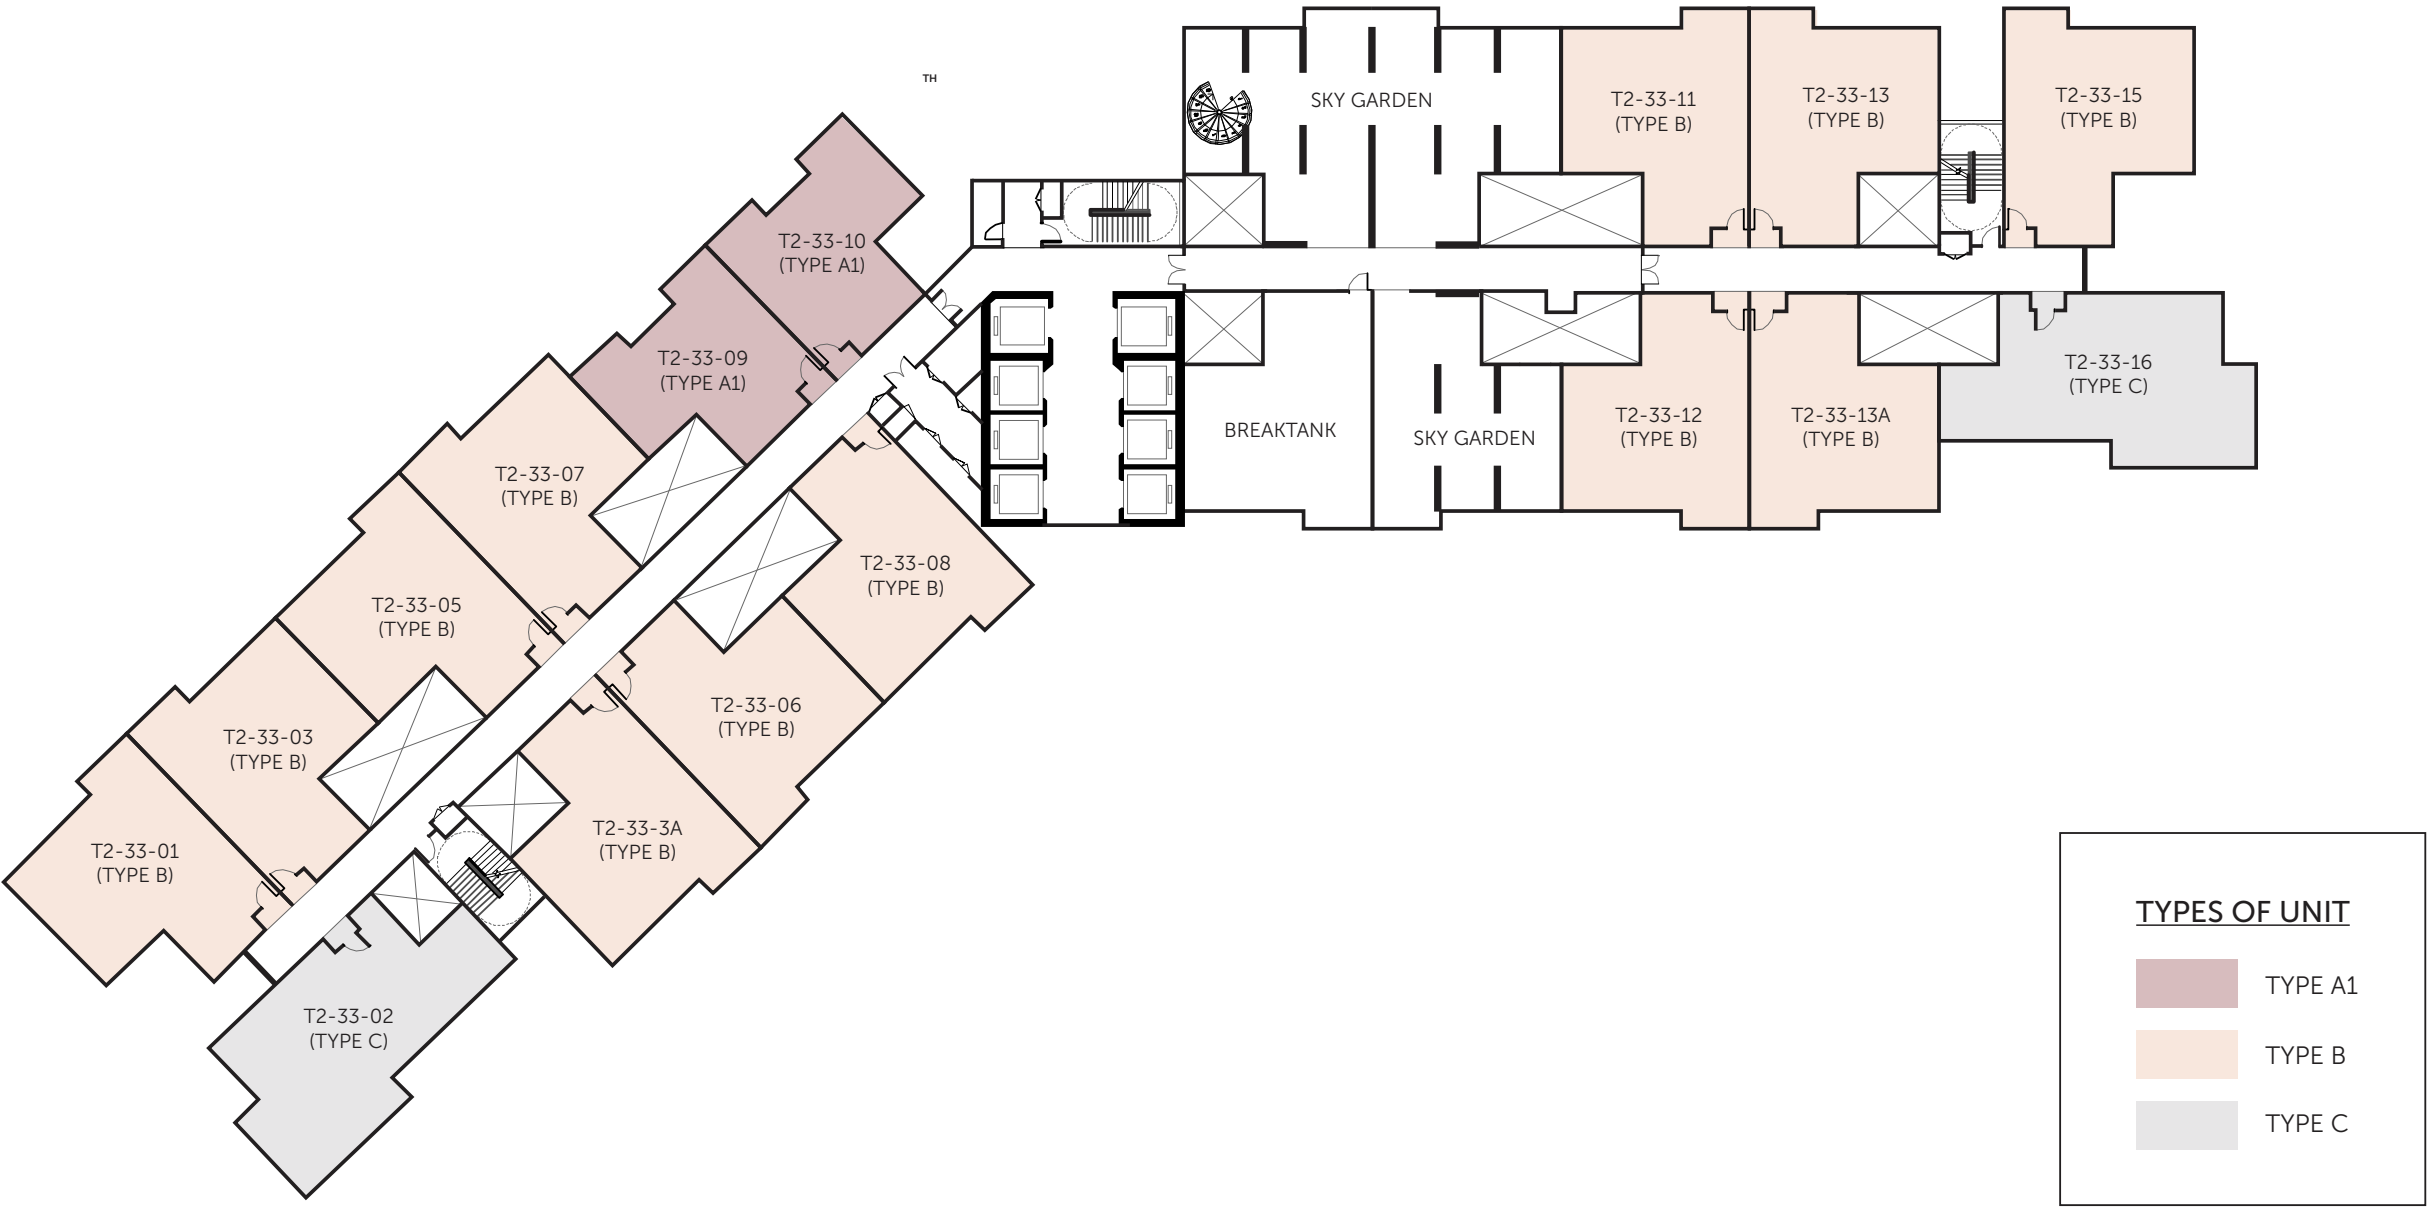 TH
SKY GARDEN
T2-33-11
(TYPE B)
T2-33-13
(TYPE B)
T2-33-15
(TYPE B)
T2-33-10
(TYPE A1)
T2-33-09
(TYPE A1)
T2-33-07
(TYPE B)
T2-33-05
(TYPE B)
T2-33-03
(TYPE B)
T2-33-01
(TYPE B)
T2-33-08
(TYPE B)
T2-33-06
(TYPE B)
T2-33-3A
(TYPE B)
T2-33-02
(TYPE C)
BREAKTANK
SKY GARDEN
T2-33-12
(TYPE B)
T2-33-13A
(TYPE B)
T2-33-16
(TYPE C)
TYPES OF UNIT
TYPE A1
TYPE B
TYPE C